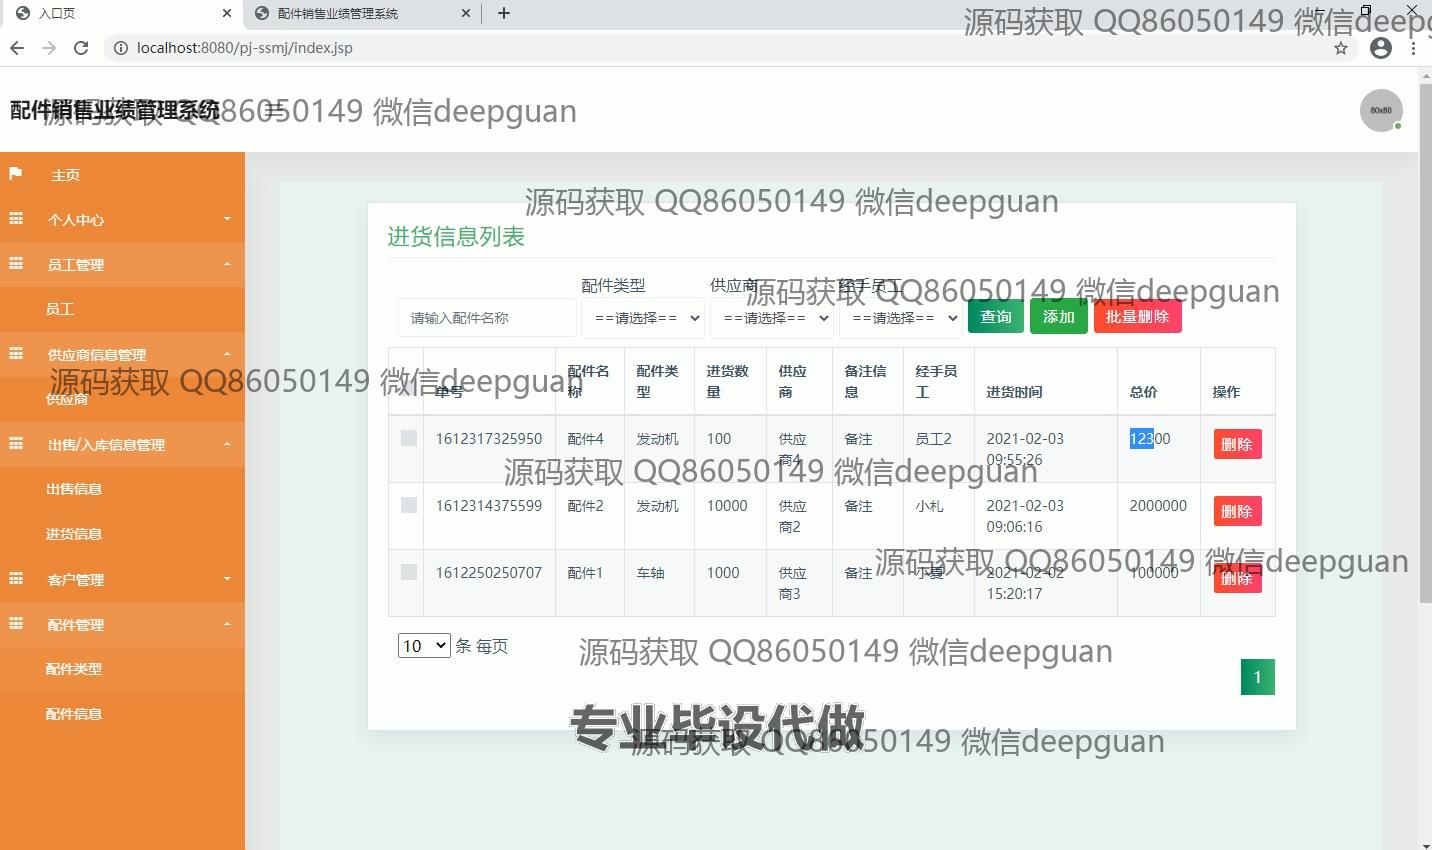 入口页
配件销售业绩管理系统
localhost:8080/pj-ssmj/index.jsp
源码获取 QQ86050149 微信deepg
配件销售业绩管理系统
源码获取 QQ86050149 微信deepguan
80x80
主页
个人中心
员工管理
员工
供应商信息管理
供应商
出售/入库信息管理
出售信息
进货信息
客户管理
配件管理
配件类型
配件信息
源码获取 QQ86050149 微信deepguan
进货信息列表
配件类型 供应商 经手员工
源码获取 QQ86050149 微信deepguan
请输入配件名称 ==请选择== ==请选择== ==请选择== 查询 添加 批量删除
源码获取 QQ86050149 微信deepguan
单号 配件名称 配件类型 进货数量 供应商 备注信息 经手员工 进货时间 总价 操作
1612317325950 配件4 发动机 100 供应商4 备注 员工2 2021-02-03 09:55:26 12300 删除
源码获取 QQ86050149 微信deepguan
1612314375599 配件2 发动机 10000 供应商2 备注 小札 2021-02-03 09:06:16 2000000 删除
源码获取 QQ86050149 微信deepguan
1612250250707 配件1 车轴 1000 供应商3 备注 小夏 2021-02-02 15:20:17 100000 删除
10 条 每页
源码获取 QQ86050149 微信deepguan
1
专业毕设代做
源码获取 QQ86050149 微信deepguan